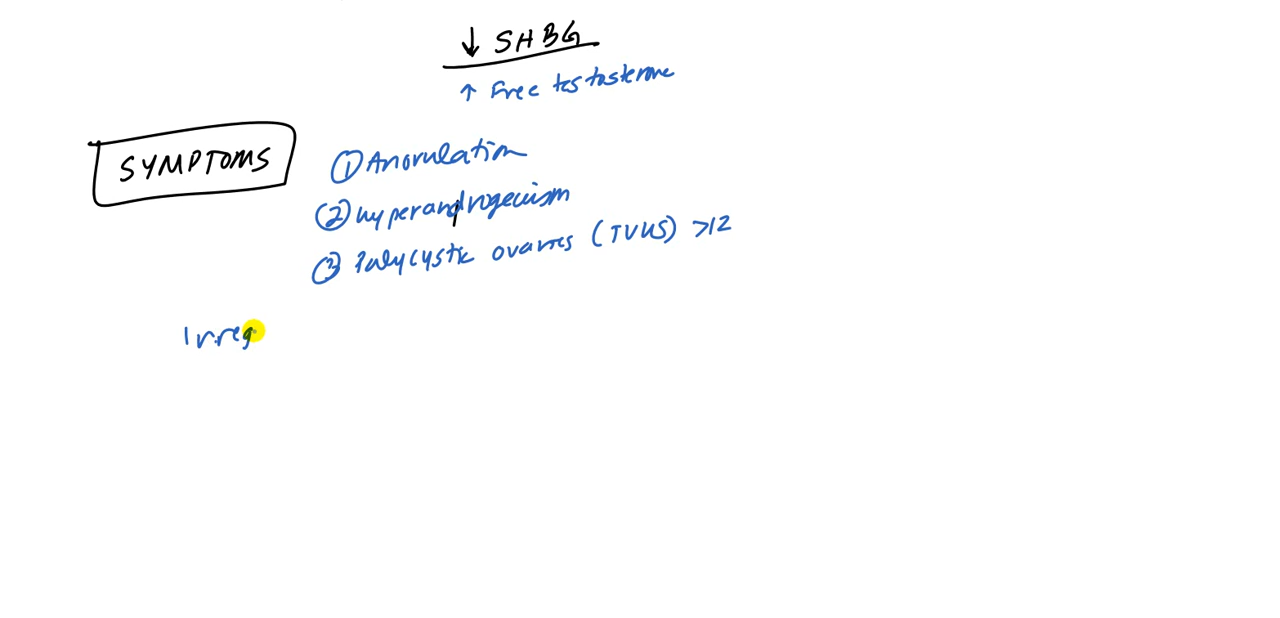 ↓ SHBG
↑ Free testosterone
SYMPTOMS
① Anovulation
② hyperandrogenism
③ Polycystic ovaries (TVUS) >12
Irreg